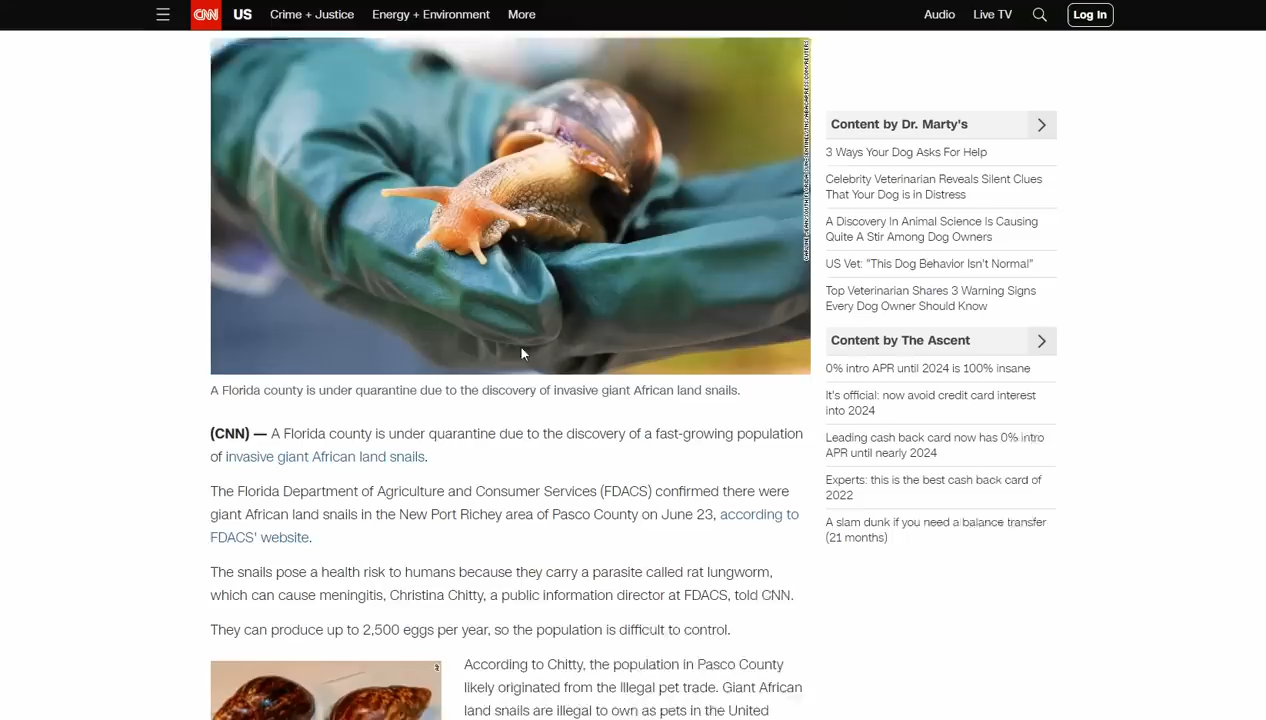 CNN US Crime + Justice Energy + Environment More Audio Live TV Log In
A Florida county is under quarantine due to the discovery of invasive giant African land snails.
(CNN) — A Florida county is under quarantine due to the discovery of a fast-growing population
of invasive giant African land snails.
The Florida Department of Agriculture and Consumer Services (FDACS) confirmed there were
giant African land snails in the New Port Richey area of Pasco County on June 23, according to
FDACS' website.
The snails pose a health risk to humans because they carry a parasite called rat lungworm,
which can cause meningitis, Christina Chitty, a public information director at FDACS, told CNN.
They can produce up to 2,500 eggs per year, so the population is difficult to control.
According to Chitty, the population in Pasco County
likely originated from the illegal pet trade. Giant African
land snails are illegal to own as pets in the United
Content by Dr. Marty's
3 Ways Your Dog Asks For Help
Celebrity Veterinarian Reveals Silent Clues
That Your Dog is in Distress
A Discovery In Animal Science Is Causing
Quite A Stir Among Dog Owners
US Vet: "This Dog Behavior Isn't Normal"
Top Veterinarian Shares 3 Warning Signs
Every Dog Owner Should Know
Content by The Ascent
0% intro APR until 2024 is 100% insane
It's official: now avoid credit card interest
into 2024
Leading cash back card now has 0% intro
APR until nearly 2024
Experts: this is the best cash back card of
2022
A slam dunk if you need a balance transfer
(21 months)